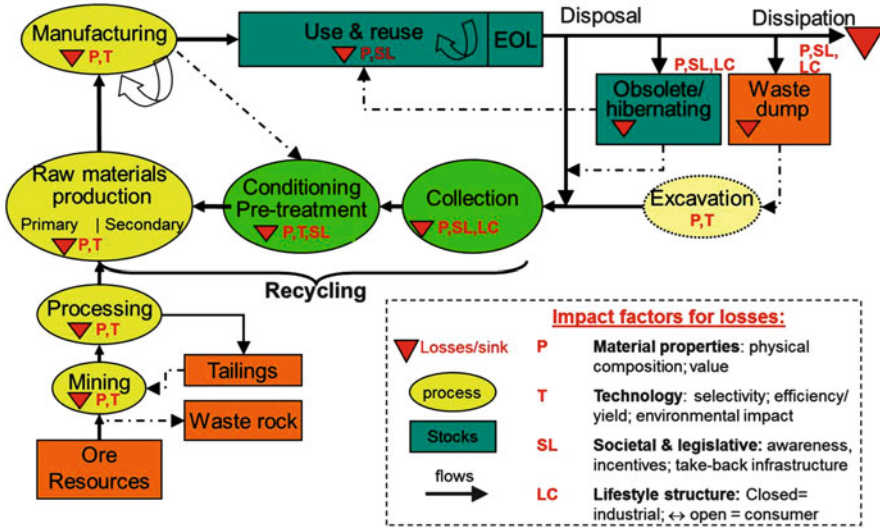 Manufacturing
P,T
Use & reuse
P,SL
EOL
Disposal
Dissipation
P,SL,LC
P,SL,
LC
Obsolete/
hibernating
Waste
dump
Raw materials
production
Primary | Secondary
P,T
Conditioning
Pre-treatment
P,T,SL
Collection
P,SL,LC
Excavation
P,T
Recycling
Processing
P,T
Mining
P,T
Tailings
Waste rock
Ore
Resources
Impact factors for losses:
Losses/sink
P
Material properties: physical
composition; value
process
T
Technology: selectivity; efficiency/
yield; environmental impact
Stocks
SL
Societal & legislative: awareness,
incentives; take-back infrastructure
flows
LC
Lifestyle structure: Closed=
industrial; ↔ open = consumer